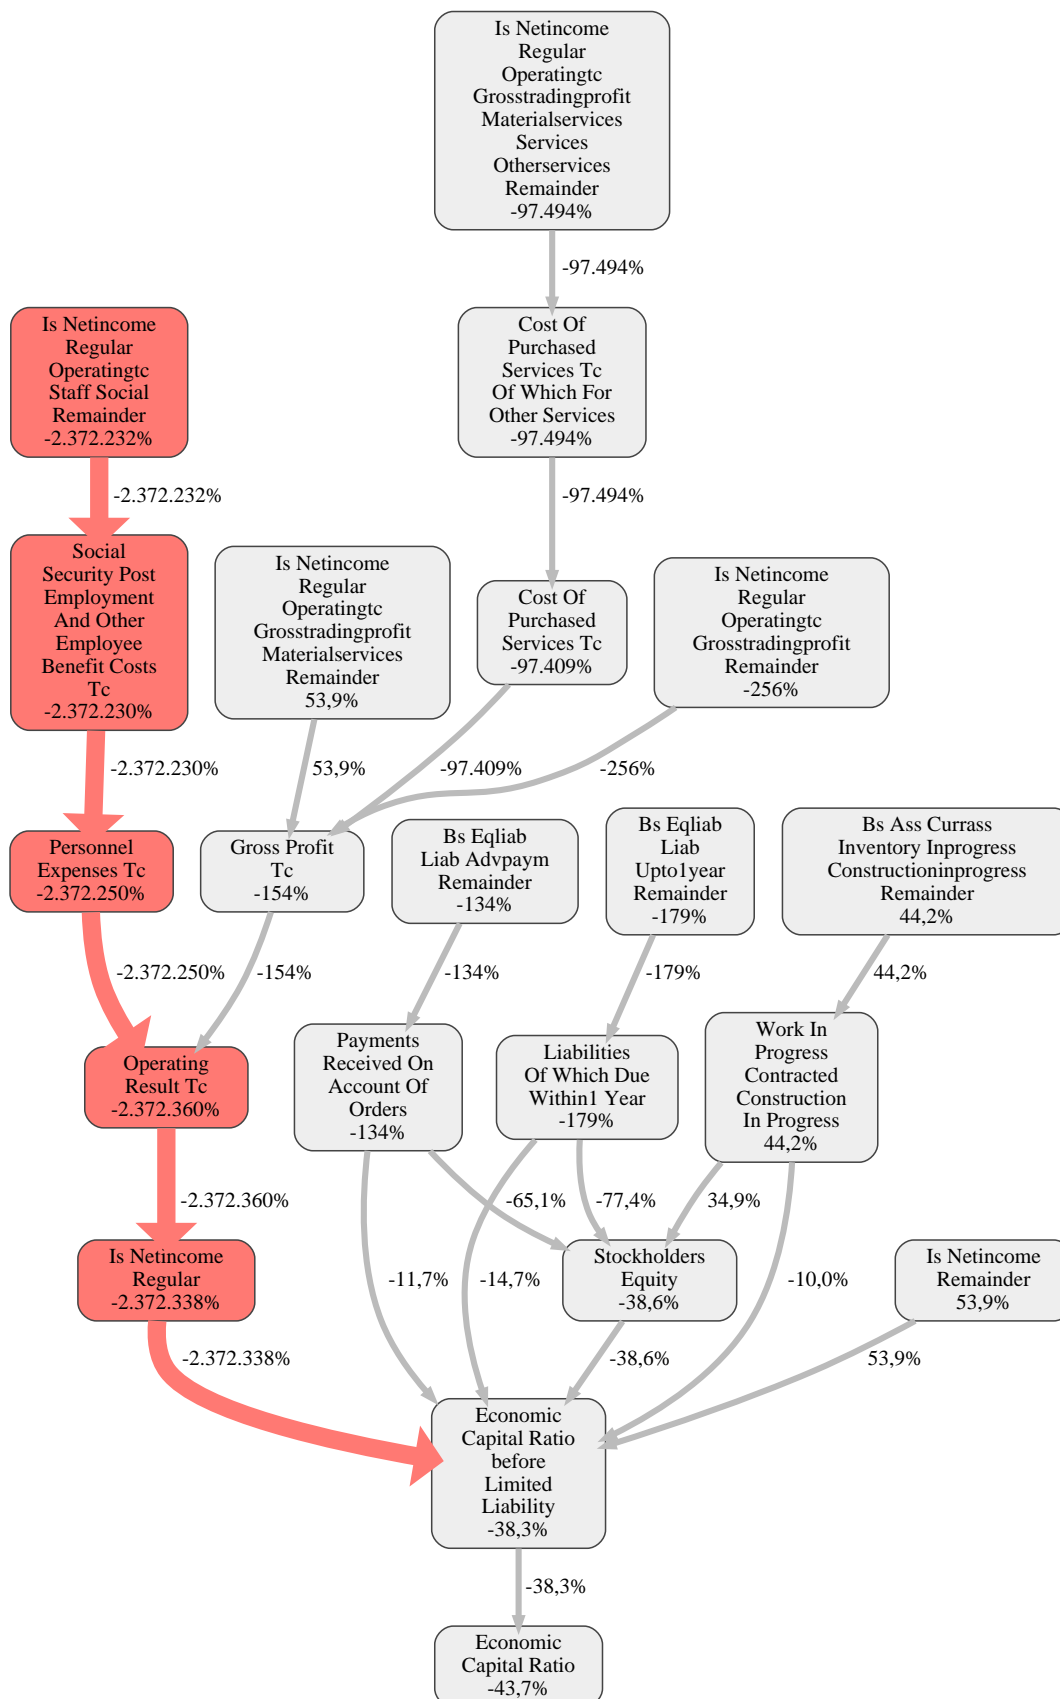 Is Netincome
Regular
Operatingtc
Grosstradingprofit
Materialservices
Services
Otherservices
Remainder
-97.494%
-97.494%
Is Netincome
Regular
Operatingtc
Staff Social
Remainder
-2.372.232%
Cost Of
Purchased
Services Tc
Of Which For
Other Services
-97.494%
-2.372.232%
-97.494%
Social
Security Post
Employment
And Other
Employee
Benefit Costs
Tc
-2.372.230%
Is Netincome
Regular
Operatingtc
Grosstradingprofit
Materialservices
Remainder
53,9%
Cost Of
Purchased
Services Tc
-97.409%
Is Netincome
Regular
Operatingtc
Grosstradingprofit
Remainder
-256%
-2.372.230%
53,9%
-97.409%
-256%
Personnel
Expenses Tc
-2.372.250%
Gross Profit
Tc
-154%
Bs Eqliab
Liab Advpaym
Remainder
-134%
Bs Eqliab
Liab
Upto1year
Remainder
-179%
Bs Ass Currass
Inventory Inprogress
Constructioninprogress
Remainder
44,2%
-2.372.250%
-154%
-134%
-179%
44,2%
Operating
Result Tc
-2.372.360%
Payments
Received On
Account Of
Orders
-134%
Liabilities
Of Which Due
Within1 Year
-179%
Work In
Progress
Contracted
Construction
In Progress
44,2%
-2.372.360%
-65,1%
-77,4%
34,9%
Is Netincome
Regular
-2.372.338%
-11,7%
-14,7%
Stockholders
Equity
-38,6%
-10,0%
Is Netincome
Remainder
53,9%
-2.372.338%
-38,6%
53,9%
Economic
Capital Ratio
before
Limited
Liability
-38,3%
-38,3%
Economic
Capital Ratio
-43,7%